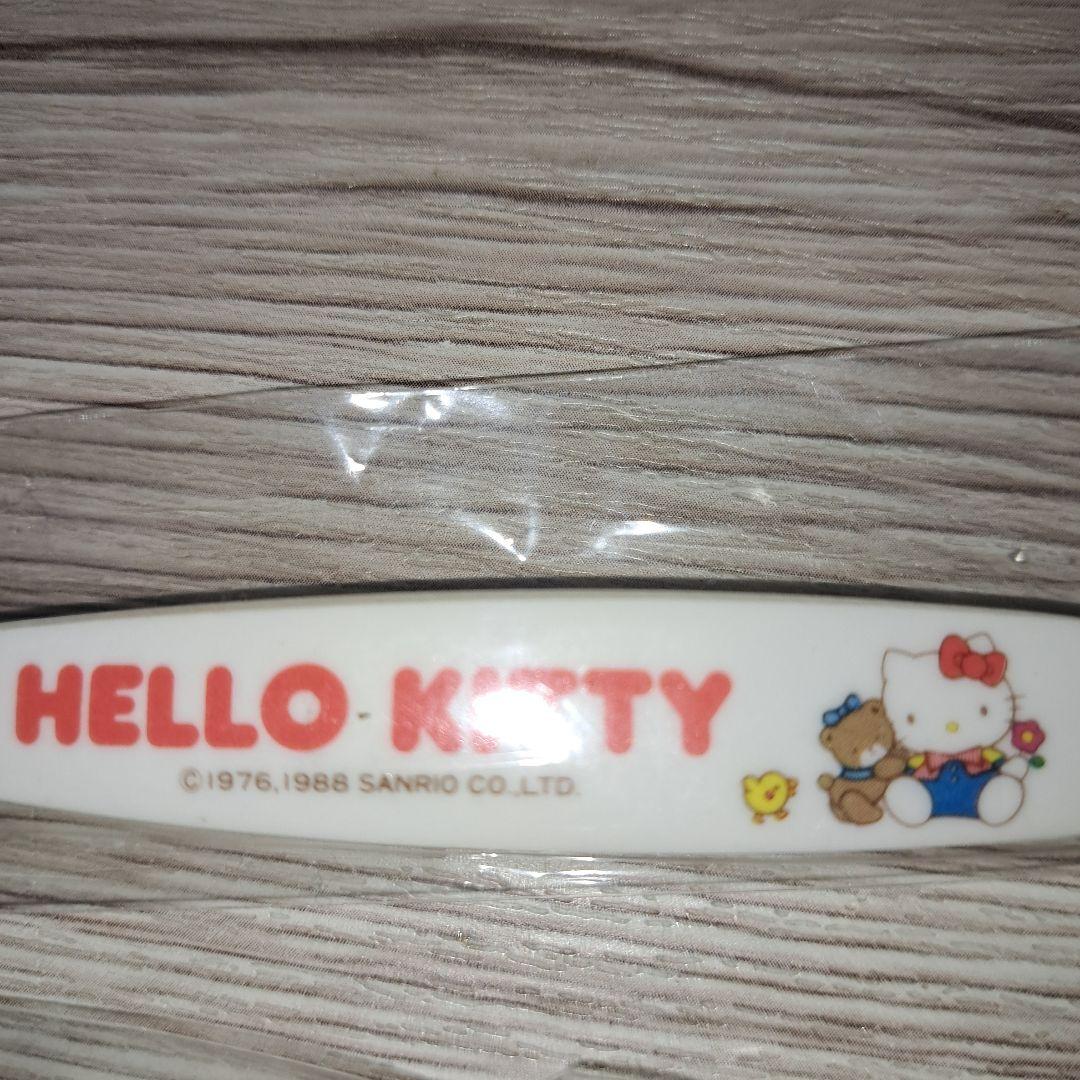 HELLO KITTY
©1976,1988 SANRIO CO.,LTD.